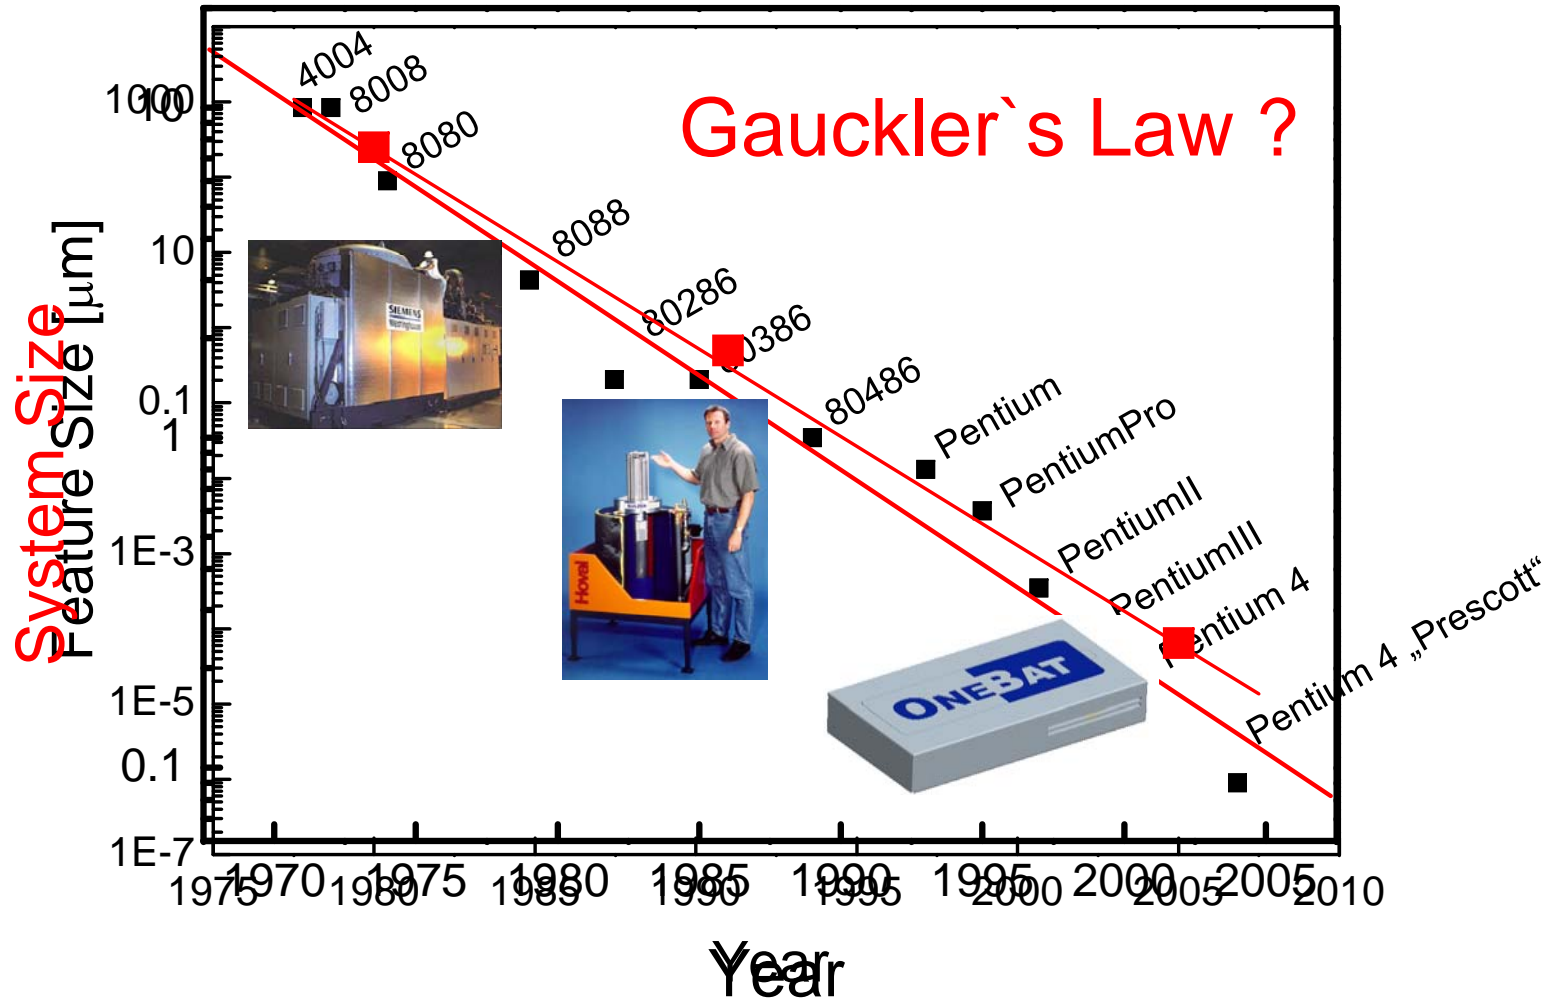 Gauckler`s Law ?
4004
8008
8080
8088
80286
80386
80486
Pentium
PentiumPro
PentiumII
PentiumIII
Pentium 4
Pentium 4 „Prescott“
SIEMENS
Westinghouse
Hoval
ONEBAT
System Size
Feature Size [μm]
1000
10
10
0.1
1
1E-3
1E-5
0.1
1E-7
1970 1975 1980 1985 1990 1995 2000 2005
1975 1980 1985 1990 1995 2000 2005 2010
Year
Year